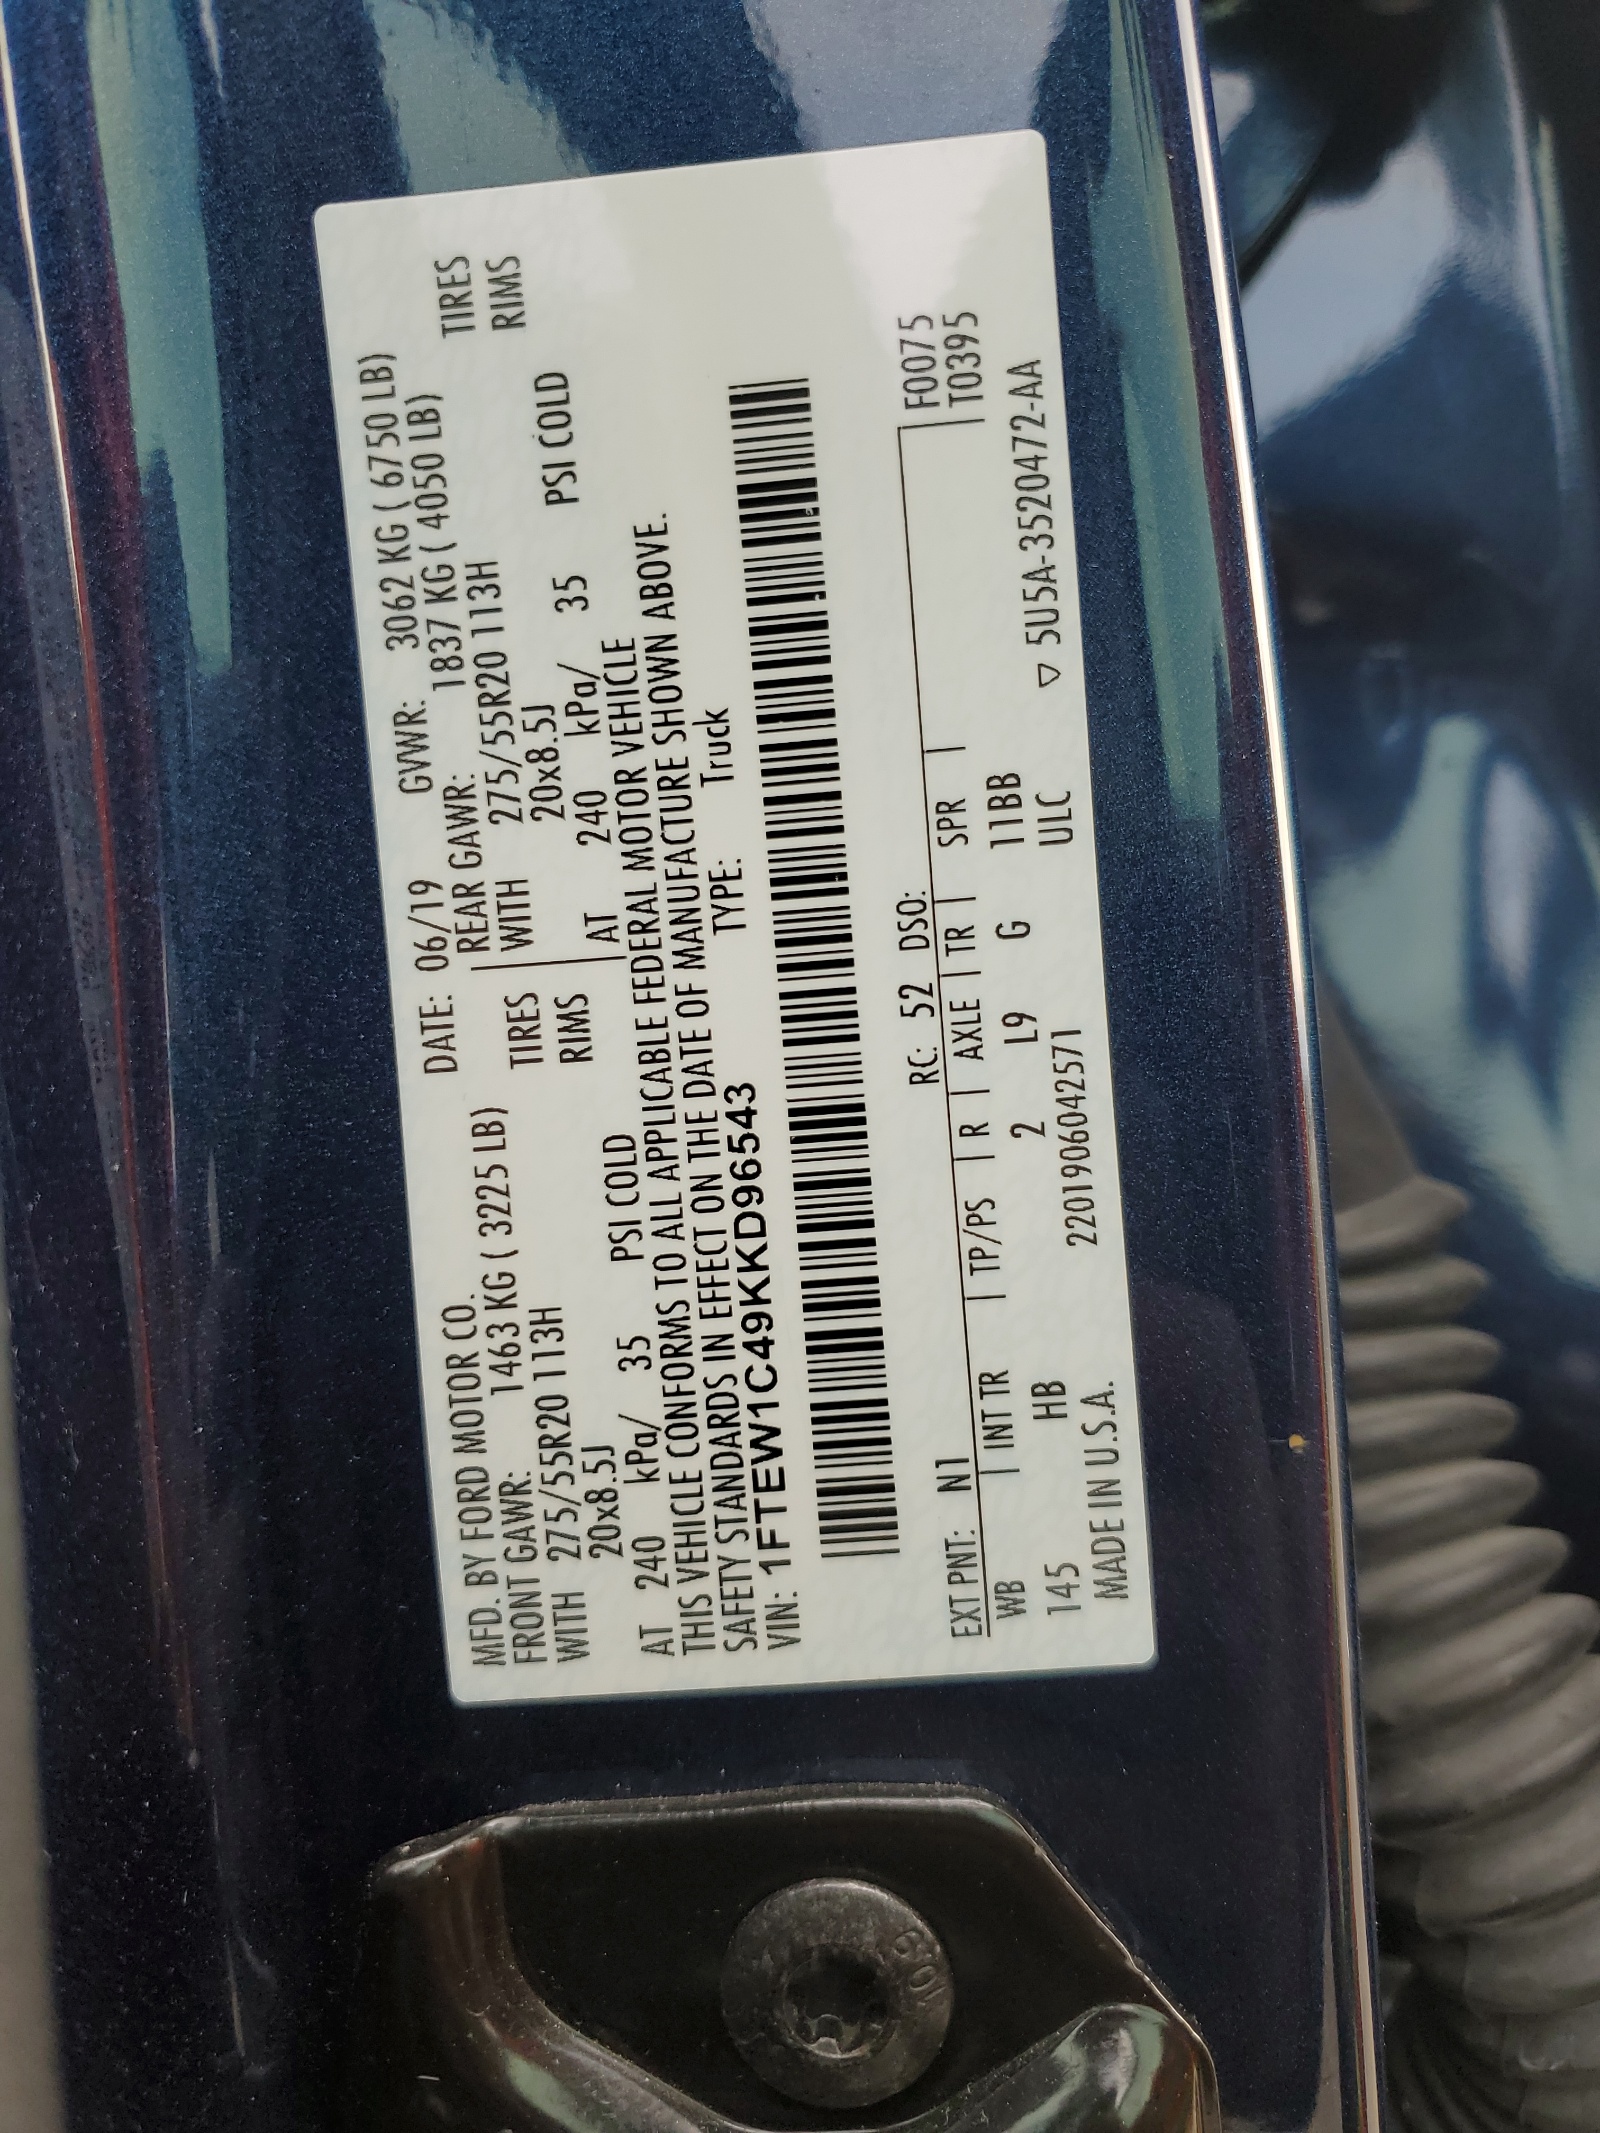 MFD. BY FORD MOTOR CO. DATE: 06/19 GVWR: 3062 KG ( 6750 LB)
FRONT GAWR: 1463 KG ( 3225 LB) REAR GAWR: 1837 KG ( 4050 LB)
WITH 275/55R20 113H TIRES WITH 275/55R20 113H TIRES
20x8.5J RIMS 20x8.5J RIMS
AT 240 kPa/ 35 PSI COLD AT 240 kPa/ 35 PSI COLD
THIS VEHICLE CONFORMS TO ALL APPLICABLE FEDERAL MOTOR VEHICLE
SAFETY STANDARDS IN EFFECT ON THE DATE OF MANUFACTURE SHOWN ABOVE.
VIN: 1FTEW1C49KKD96543 TYPE: Truck
EXT PNT: N1 RC: 52 DSO: F0075
WB | INT TR | TP/PS | R | AXLE | TR | SPR | T0395
145 HB 2 L9 G 11BB
MADE IN U.S.A. 2201906042571 ULC ▽ 5U5A-3520472-AA
10.9